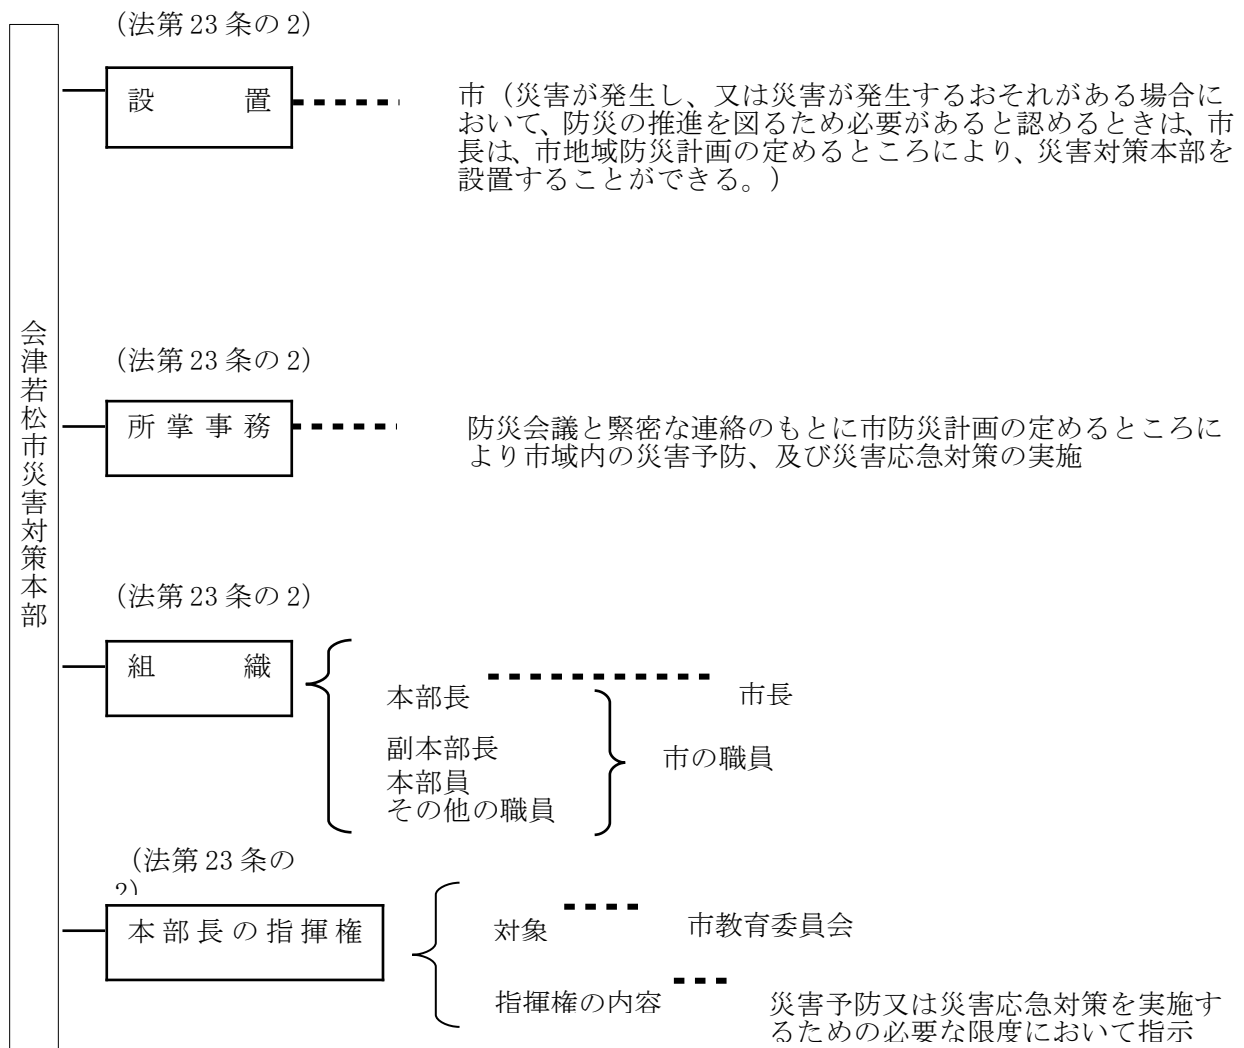 会津若松市災害対策本部
（法第23条の2）
設置
市（災害が発生し、又は災害が発生するおそれがある場合に
おいて、防災の推進を図るため必要があると認めるときは、市
長は、市地域防災計画の定めるところにより、災害対策本部を
設置することができる。）
（法第23条の2）
所掌事務
防災会議と緊密な連絡のもとに市防災計画の定めるところに
より市域内の災害予防、及び災害応急対策の実施
（法第23条の2）
組織
本部長
市長
副本部長
本部員
その他の職員
市の職員
（法第23条の
2）
本部長の指揮権
対象
市教育委員会
指揮権の内容
災害予防又は災害応急対策を実施す
るための必要な限度において指示